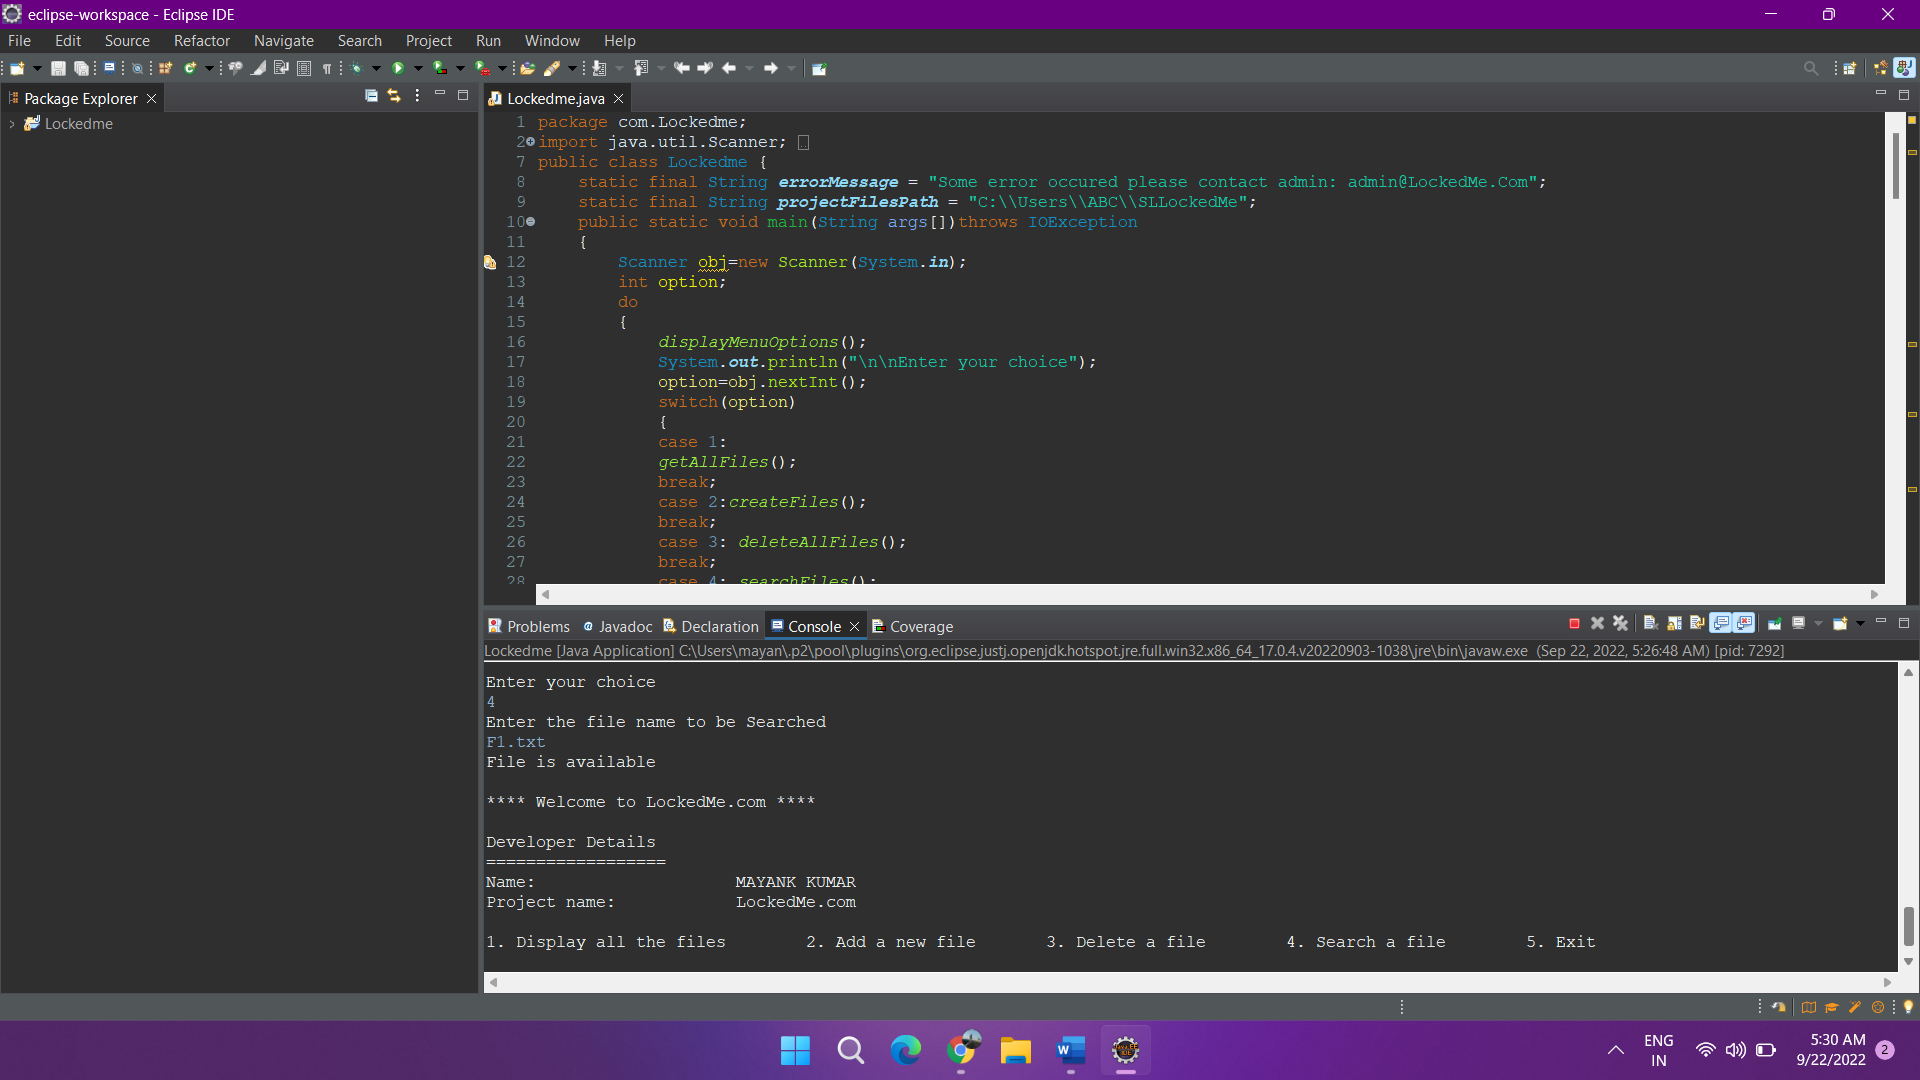 eclipse-workspace - Eclipse IDE
File Edit Source Refactor Navigate Search Project Run Window Help
Package Explorer
Lockedme
Lockedme.java
1 package com.Lockedme;
2 import java.util.Scanner;
7 public class Lockedme {
8 static final String errorMessage = "Some error occured please contact admin: admin@LockedMe.Com";
9 static final String projectFilesPath = "C:\\Users\\ABC\\SLLockedMe";
10 public static void main(String args[])throws IOException
11 {
12 Scanner obj=new Scanner(System.in);
13 int option;
14 do
15 {
16 displayMenuOptions();
17 System.out.println("\n\nEnter your choice");
18 option=obj.nextInt();
19 switch(option)
20 {
21 case 1:
22 getAllFiles();
23 break;
24 case 2:createFiles();
25 break;
26 case 3: deleteAllFiles();
27 break;
28 case 4: searchFiles();
Problems Javadoc Declaration Console Coverage
Lockedme [Java Application] C:\Users\mayan\.p2\pool\plugins\org.eclipse.justj.openjdk.hotspot.jre.full.win32.x86_64_17.0.4.v20220903-1038\jre\bin\javaw.exe (Sep 22, 2022, 5:26:48 AM) [pid: 7292]
Enter your choice
4
Enter the file name to be Searched
F1.txt
File is available
**** Welcome to LockedMe.com ****
Developer Details
==================
Name: MAYANK KUMAR
Project name: LockedMe.com
1. Display all the files 2. Add a new file 3. Delete a file 4. Search a file 5. Exit
ENG
IN
5:30 AM
9/22/2022
2